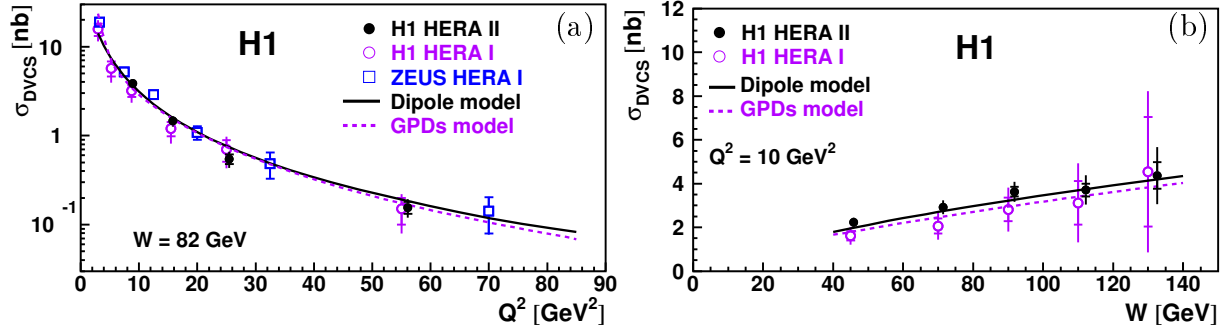 H1
(a)
H1 HERA II
H1 HERA I
ZEUS HERA I
Dipole model
GPDs model
W = 82 GeV
σDVCS [nb]
10
1
10⁻¹
0 10 20 30 40 50 60 70 80 90
Q² [GeV²]
H1
(b)
H1 HERA II
H1 HERA I
Dipole model
GPDs model
Q² = 10 GeV²
σDVCS [nb]
12
10
8
6
4
2
0
0 20 40 60 80 100 120 140
W [GeV]